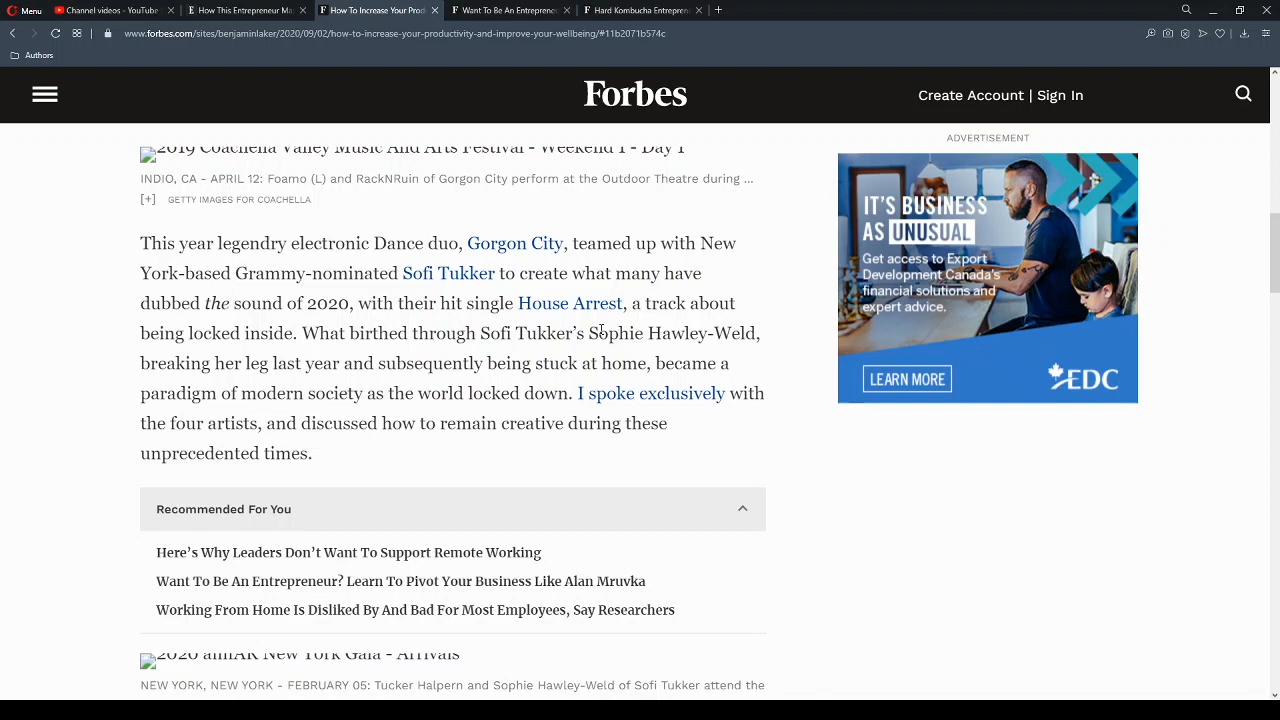 Menu
Channel videos - YouTube
How This Entrepreneur Ma
How To Increase Your Prod
Want To Be An Entreprene
Hard Kombucha Entrepren
www.forbes.com/sites/benjaminlaker/2020/09/02/how-to-increase-your-productivity-and-improve-your-wellbeing/#11b2071b574c
Authors
Forbes
Create Account | Sign In
2019 Coachella Valley Music And Arts Festival - Weekend 1 - Day 1
INDIO, CA - APRIL 12: Foamo (L) and RackNRuin of Gorgon City perform at the Outdoor Theatre during ...
[+] GETTY IMAGES FOR COACHELLA
This year legendry electronic Dance duo, Gorgon City, teamed up with New
York-based Grammy-nominated Sofi Tukker to create what many have
dubbed the sound of 2020, with their hit single House Arrest, a track about
being locked inside. What birthed through Sofi Tukker's Sophie Hawley-Weld,
breaking her leg last year and subsequently being stuck at home, became a
paradigm of modern society as the world locked down. I spoke exclusively with
the four artists, and discussed how to remain creative during these
unprecedented times.
Recommended For You
Here's Why Leaders Don't Want To Support Remote Working
Want To Be An Entrepreneur? Learn To Pivot Your Business Like Alan Mruvka
Working From Home Is Disliked By And Bad For Most Employees, Say Researchers
2020 amfAR New York Gala - Arrivals
NEW YORK, NEW YORK - FEBRUARY 05: Tucker Halpern and Sophie Hawley-Weld of Sofi Tukker attend the
ADVERTISEMENT
IT'S BUSINESS
AS UNUSUAL
Get access to Export
Development Canada's
financial solutions and
expert advice.
LEARN MORE
EDC